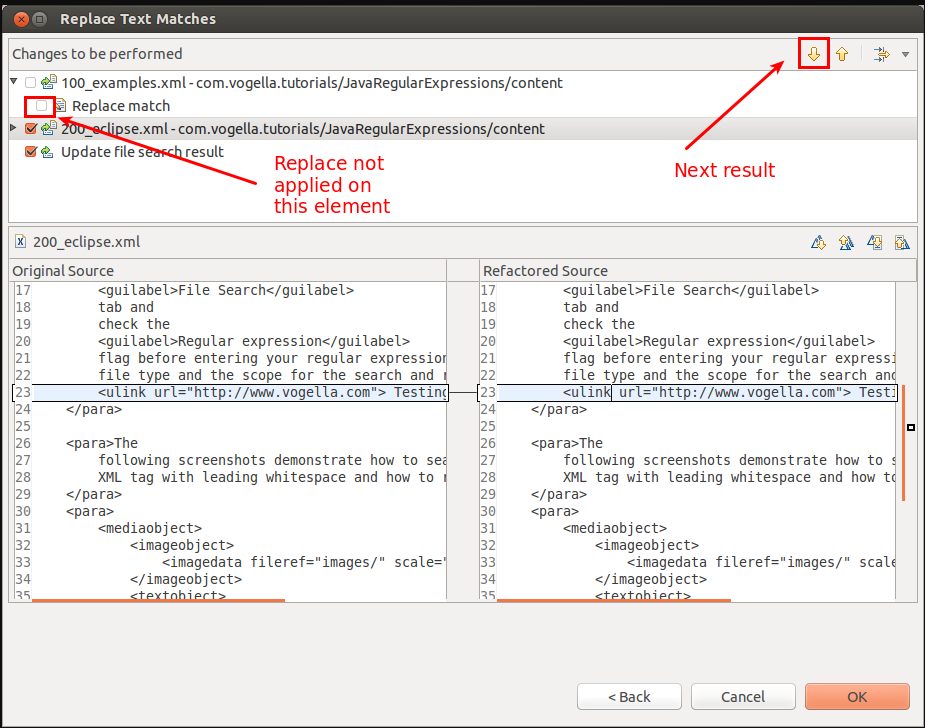 Replace Text Matches
Changes to be performed
100_examples.xml - com.vogella.tutorials/JavaRegularExpressions/content
Replace match
200_eclipse.xml - com.vogella.tutorials/JavaRegularExpressions/content
Update file search result
Replace not
applied on
this element
Next result
200_eclipse.xml
Original Source
17 <guilabel>File Search</guilabel>
18 tab and
19 check the
20 <guilabel>Regular expression</guilabel>
21 flag before entering your regular expression
22 file type and the scope for the search and
23 <ulink url="http://www.vogella.com"> Testing
24 </para>
25
26 <para>The
27 following screenshots demonstrate how to sea
28 XML tag with leading whitespace and how to
29 </para>
30 <para>
31 <mediaobject>
32 <imageobject>
33 <imagedata fileref="images/" scale="
34 </imageobject>
35 <textobject>
Refactored Source
17 <guilabel>File Search</guilabel>
18 tab and
19 check the
20 <guilabel>Regular expression</guilabel>
21 flag before entering your regular expressi
22 file type and the scope for the search and
23 <ulink url="http://www.vogella.com"> Testi
24 </para>
25
26 <para>The
27 following screenshots demonstrate how to s
28 XML tag with leading whitespace and how to
29 </para>
30 <para>
31 <mediaobject>
32 <imageobject>
33 <imagedata fileref="images/" scale
34 </imageobject>
35 <textobject>
< Back
Cancel
OK